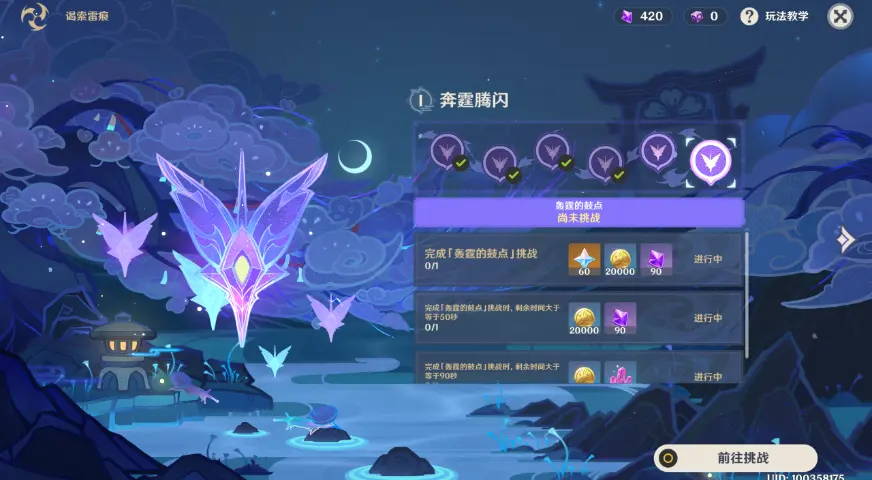 谒索雷痕
420
0
?
玩法教学
I
奔霆腾闪
轰霆的鼓点
尚未挑战
完成「轰霆的鼓点」挑战
0/1
60
20000
90
进行中
完成「轰霆的鼓点」挑战时，剩余时间大于
等于50秒
0/1
20000
90
进行中
完成「轰霆的鼓点」挑战时，剩余时间大于
等于90秒
进行中
前往挑战
UID: 100358175